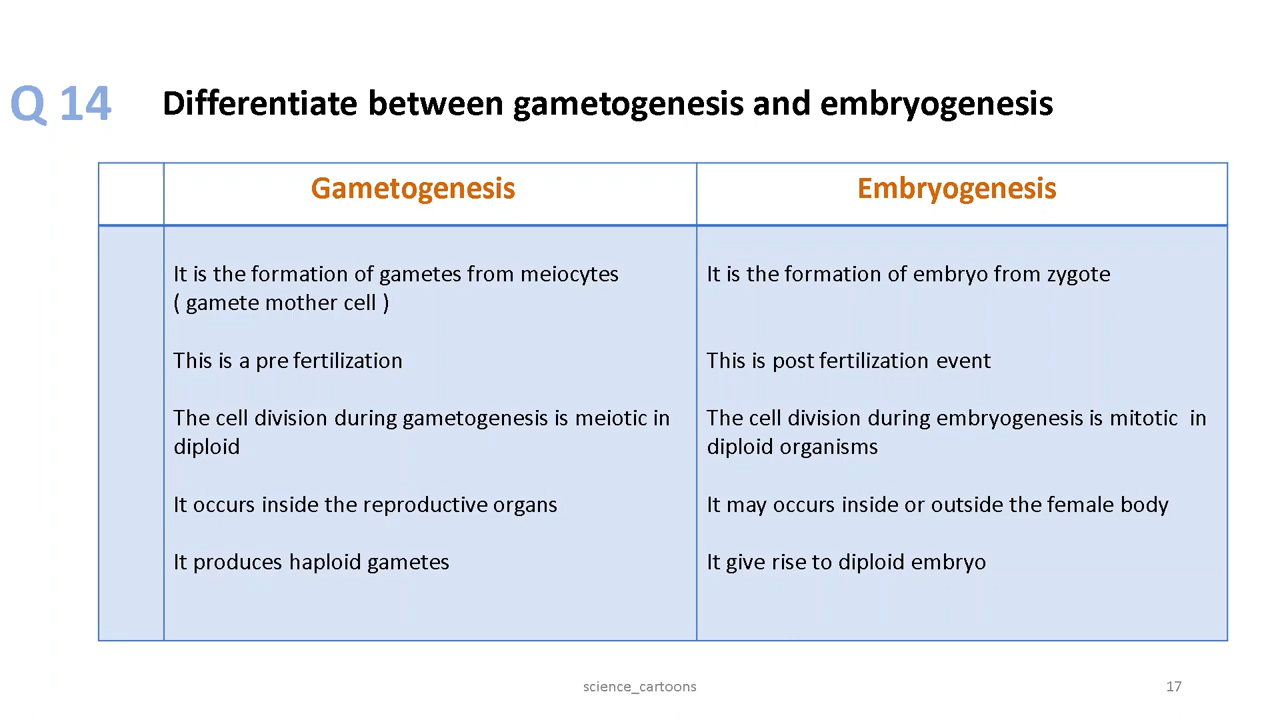 Q 14
Differentiate between gametogenesis and embryogenesis
Gametogenesis
Embryogenesis
It is the formation of gametes from meiocytes
( gamete mother cell )
This is a pre fertilization
The cell division during gametogenesis is meiotic in
diploid
It occurs inside the reproductive organs
It produces haploid gametes
It is the formation of embryo from zygote
This is post fertilization event
The cell division during embryogenesis is mitotic in
diploid organisms
It may occurs inside or outside the female body
It give rise to diploid embryo
science_cartoons
17